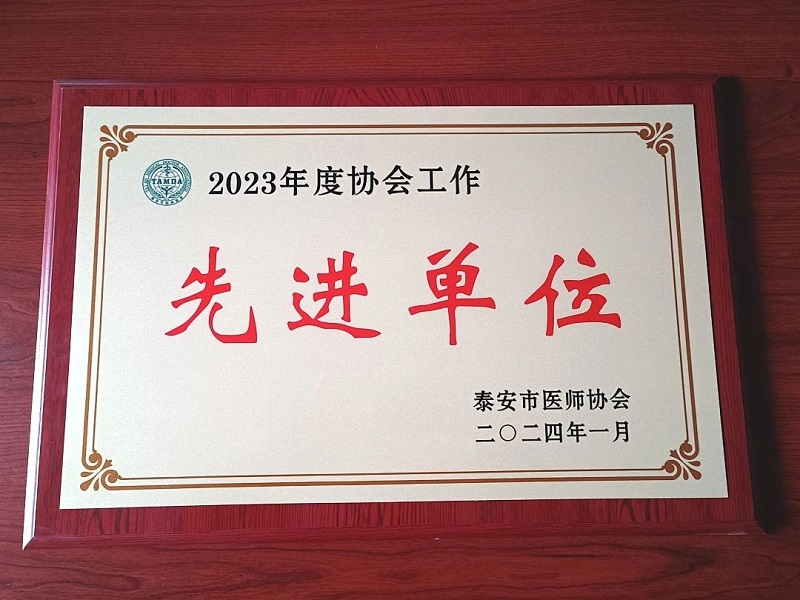 TAMDA
2023年度协会工作
先进单位
泰安市医师协会
二〇二四年一月